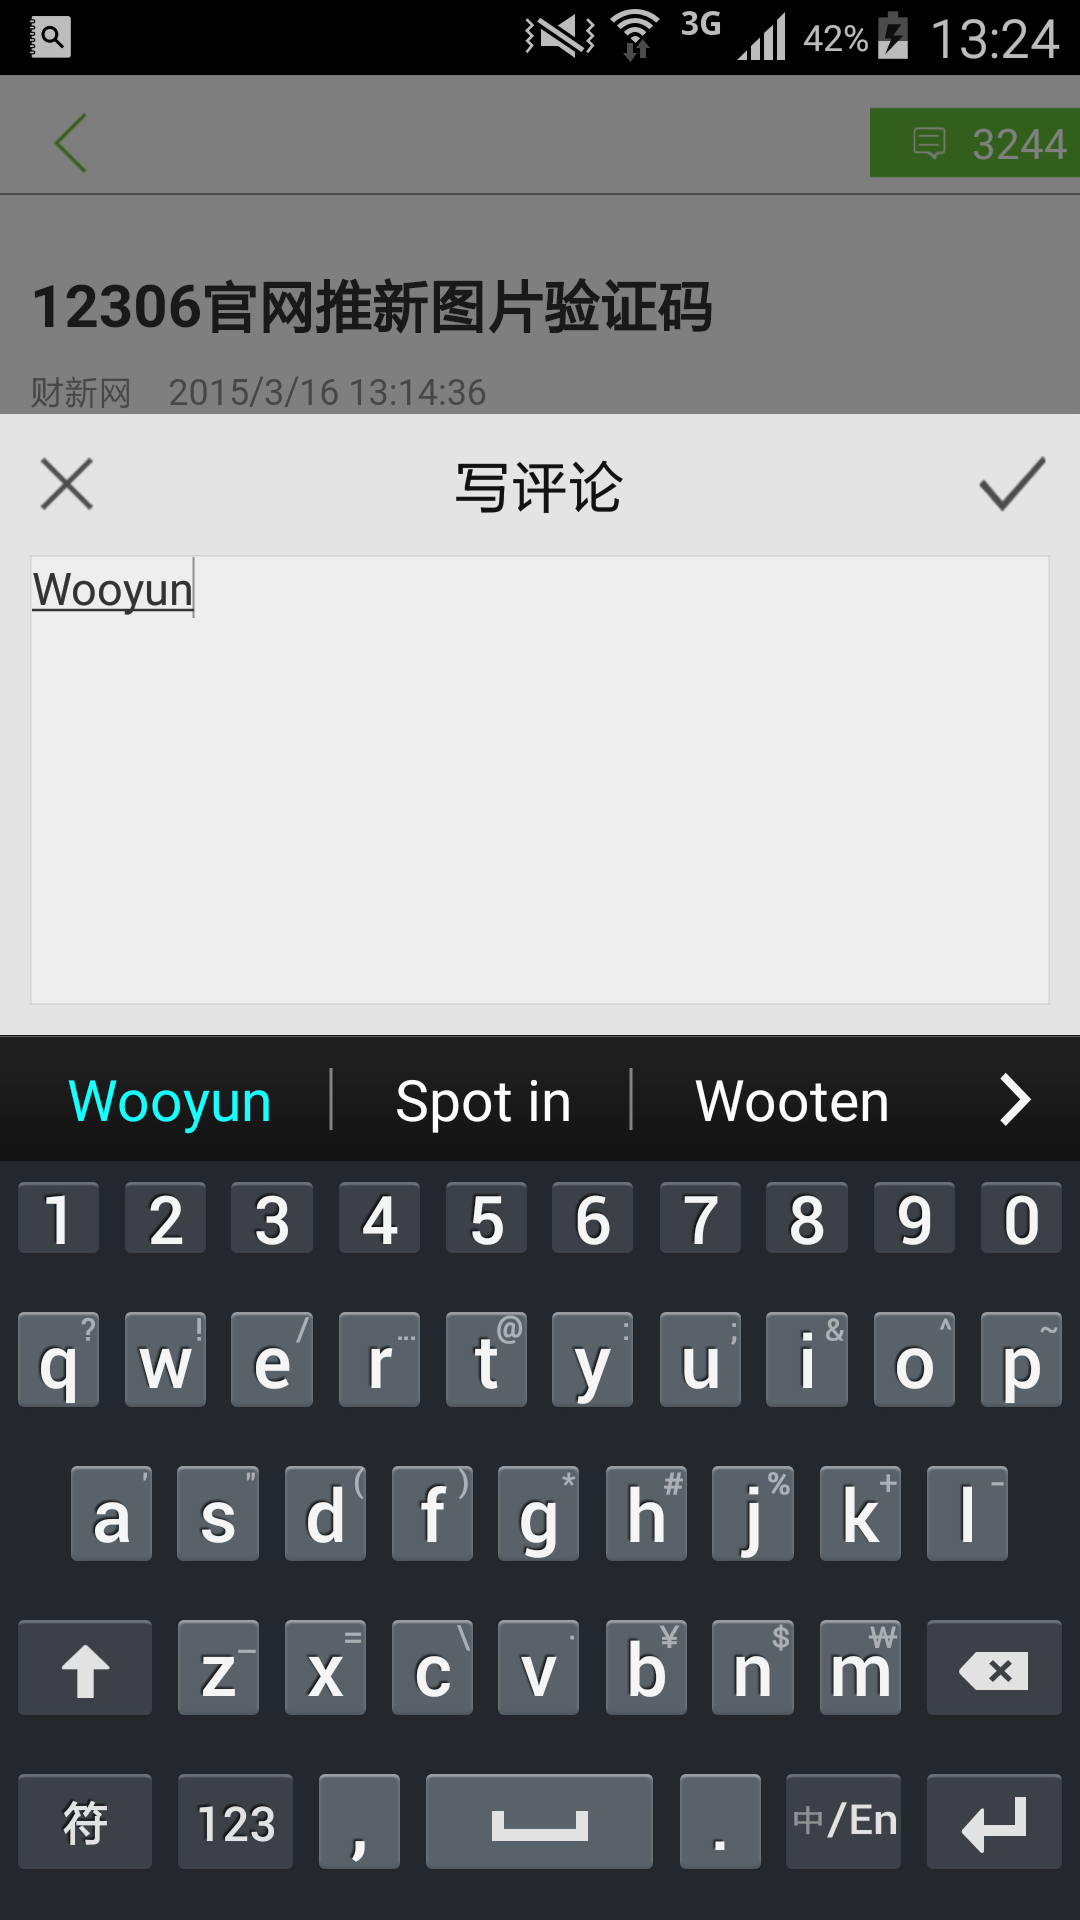 3G 42% 13:24
3244
12306官网推新图片验证码
财新网 2015/3/16 13:14:36
写评论
Wooyun
Wooyun Spot in Wooten
1 2 3 4 5 6 7 8 9 0
? ! / ... @ : ; & ^ ~
q w e r t y u i o p
' " ( ) * # % + -
a s d f g h j k l
_ = \ · ¥ $ ₩
z x c v b n m
符 123 , . 中/En